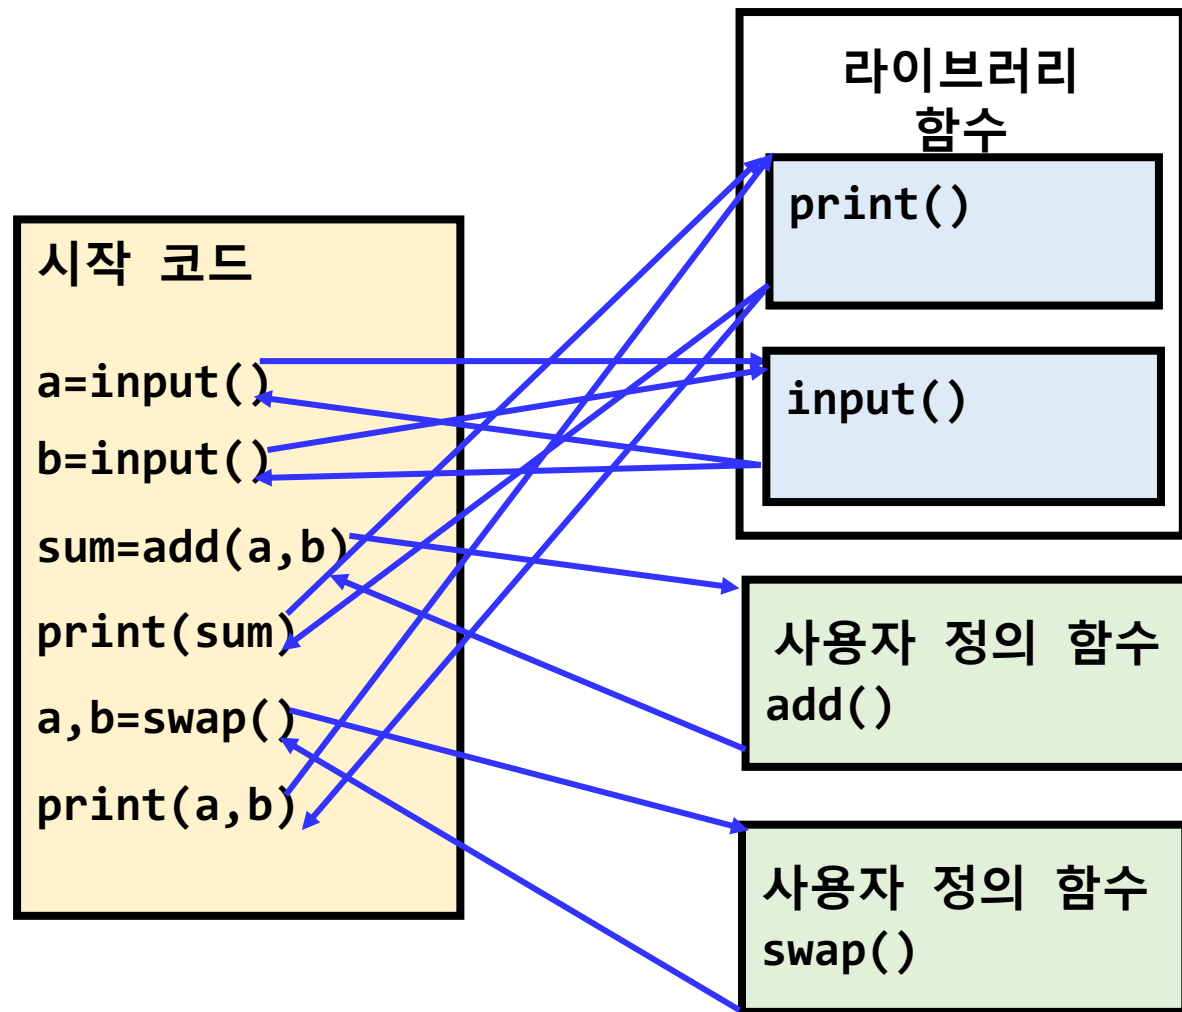 시작 코드
a=input()
b=input()
sum=add(a,b)
print(sum)
a,b=swap()
print(a,b)
라이브러리
함수
print()
input()
사용자 정의 함수
add()
사용자 정의 함수
swap()